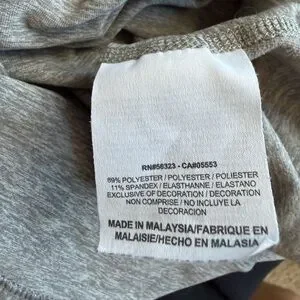 RN#56323 - CA#05553
89% POLYESTER / POLYESTER / POLIESTER
11% SPANDEX / ELASTHANNE / ELASTANO
EXCLUSIVE OF DECORATION / DECORATION
NON COMPRISE / NO INCLUYE LA
DECORACION
MADE IN MALAYSIA/FABRIQUE EN
MALAISIE/HECHO EN MALASIA